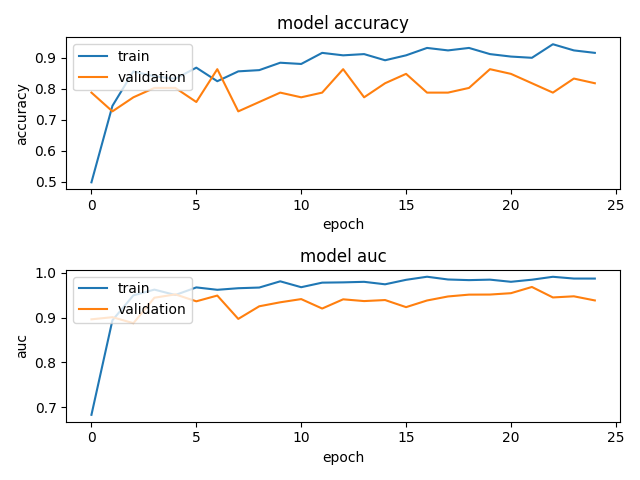 model accuracy
train
validation
0.9
0.8
0.7
0.6
0.5
accuracy
0 5 10 15 20 25
epoch
model auc
train
validation
1.0
0.9
0.8
0.7
auc
0 5 10 15 20 25
epoch